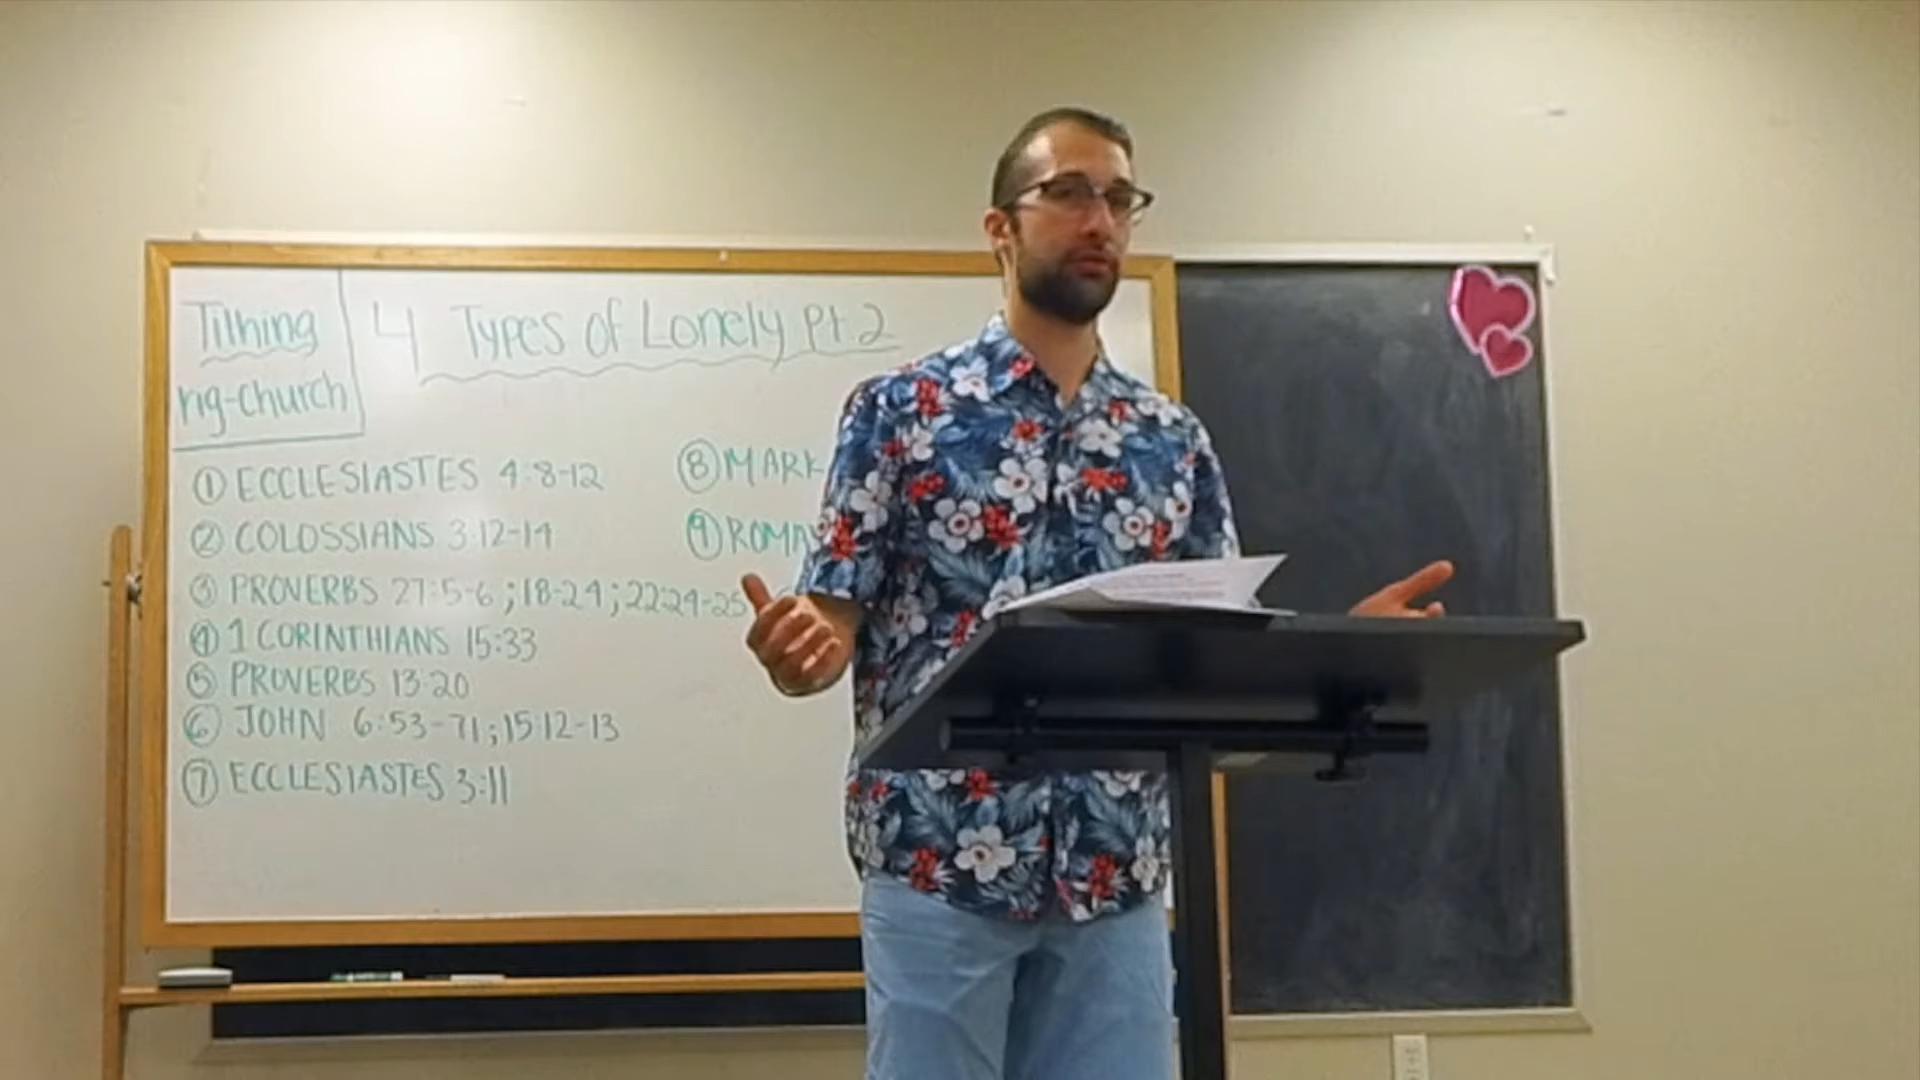 Tithing
rig-church
4 Types of Lonely Pt.2
① ECCLESIASTES 4:8-12
② COLOSSIANS 3:12-14
③ PROVERBS 27:5-6 ; 18-24 ; 22:24-25
④ 1 CORINTHIANS 15:33
⑤ PROVERBS 13:20
⑥ JOHN 6:53-71 ; 15:12-13
⑦ ECCLESIASTES 3:11
⑧ MARK
⑨ ROMA